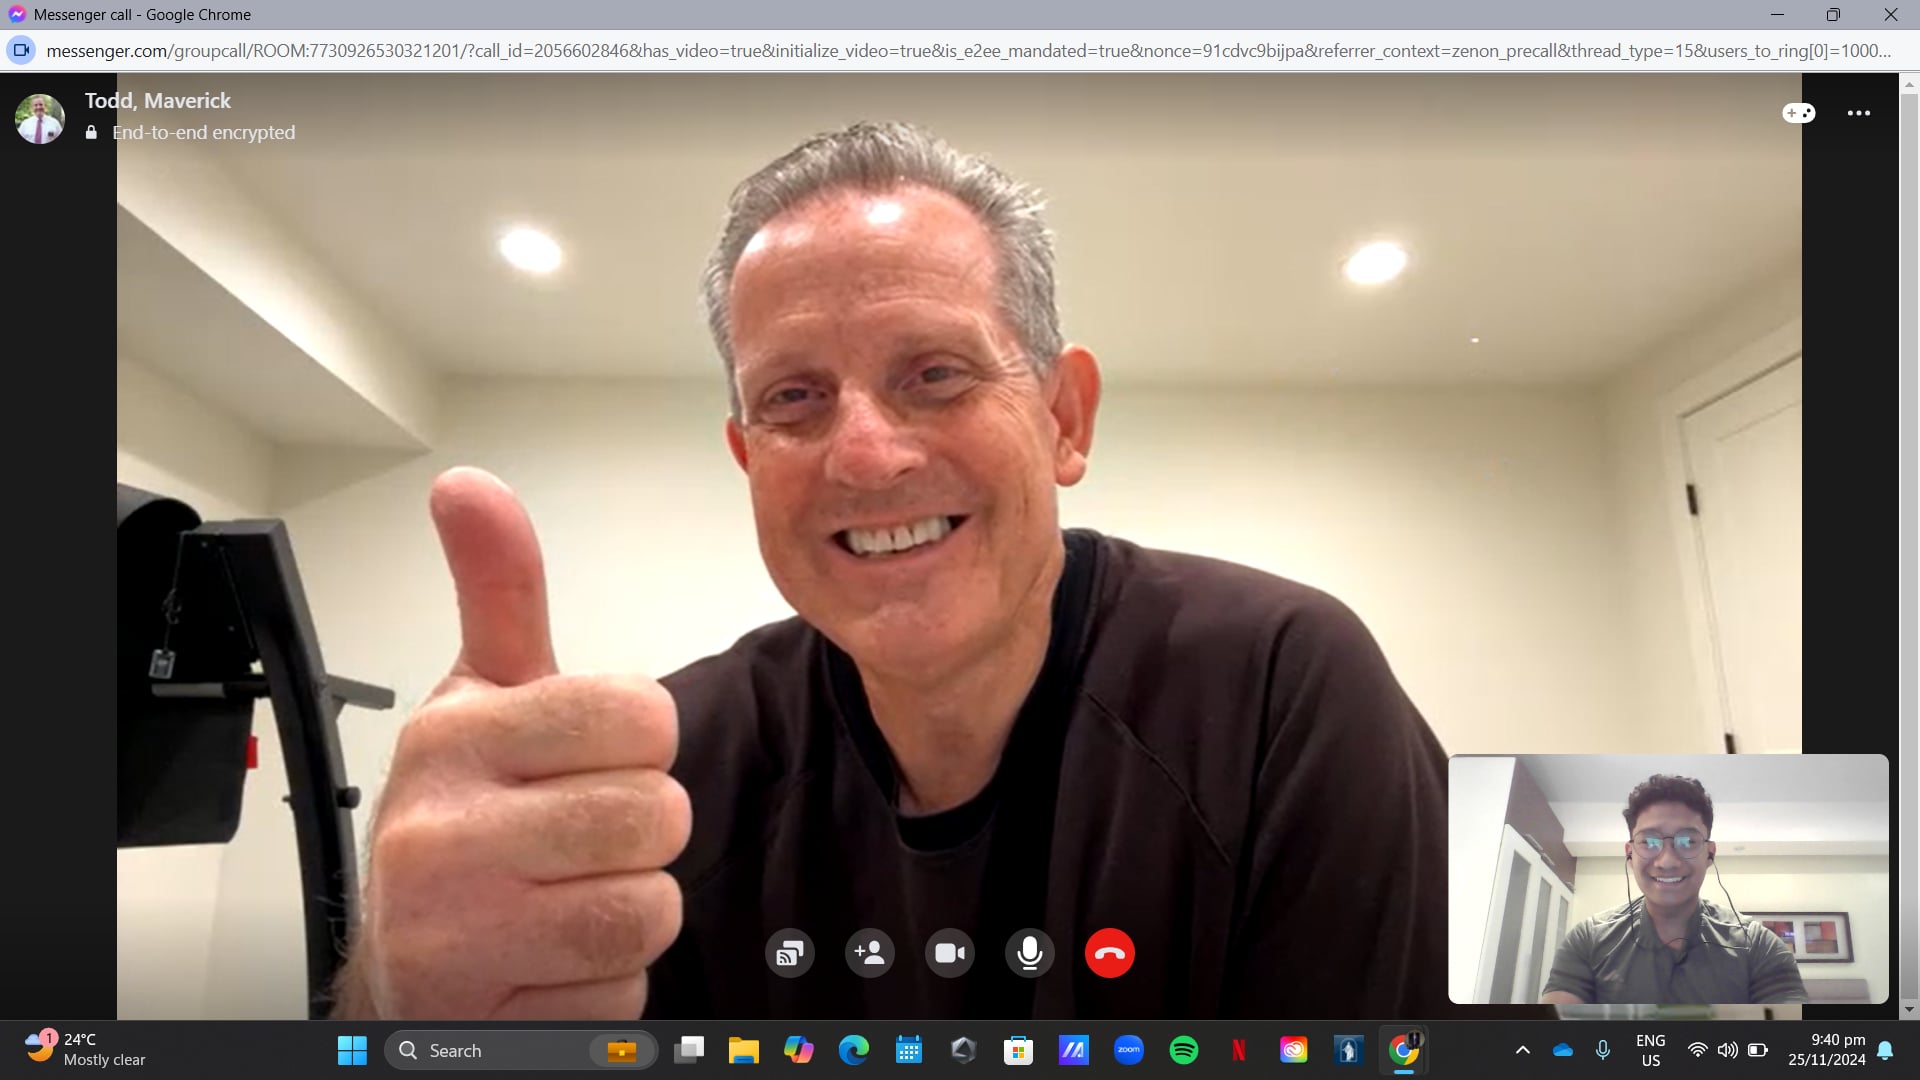 Messenger call - Google Chrome
messenger.com/groupcall/ROOM:7730926530321201/?call_id=2056602846&has_video=true&initialize_video=true&is_e2ee_mandated=true&nonce=91cdvc9bijpa&referrer_context=zenon_precall&thread_type=15&users_to_ring[0]=1000...
Todd, Maverick
End-to-end encrypted
1
24°C
Mostly clear
Search
zoom
ENG
US
9:40 pm
25/11/2024